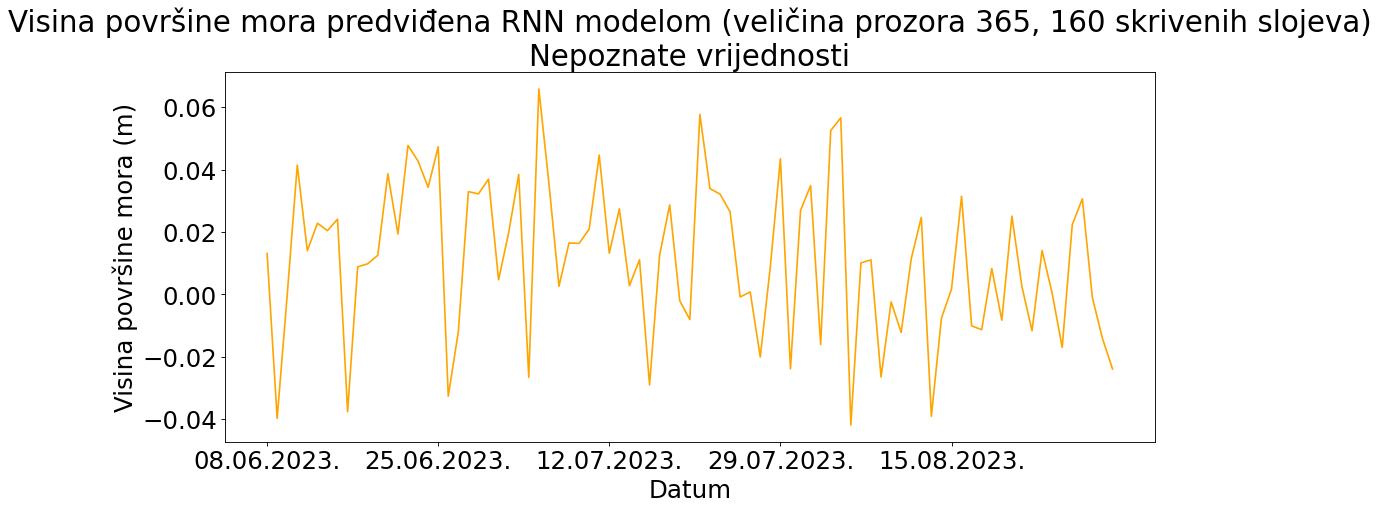 Visina površine mora predviđena RNN modelom (veličina prozora 365, 160 skrivenih slojeva)
Nepoznate vrijednosti
Visina površine mora (m)
0.06
0.04
0.02
0.00
−0.02
−0.04
08.06.2023. 25.06.2023. 12.07.2023. 29.07.2023. 15.08.2023.
Datum